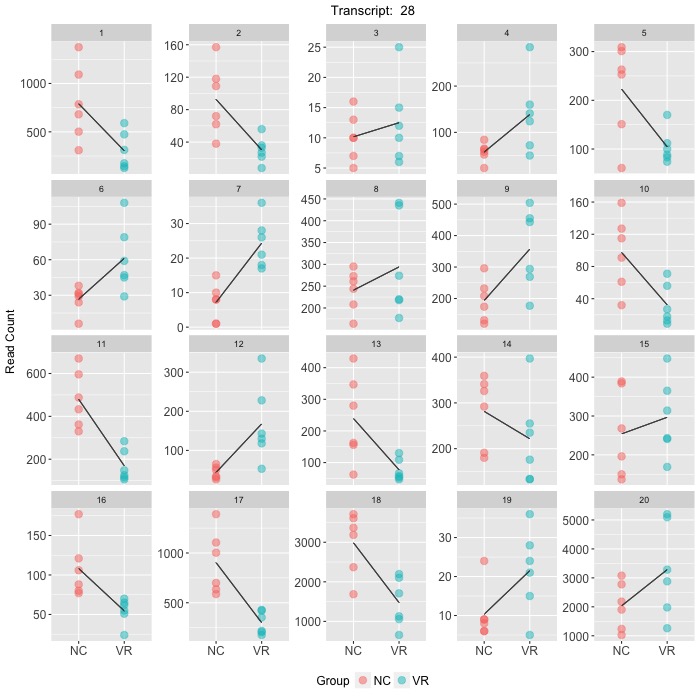 Transcript:  28
1 2 3 4 5
1000 500
160 120 80 40
25 20 15 10 5
200 100
300 200 100
6 7 8 9 10
90 60 30
30 20 10 0
450 400 350 300 250 200
500 400 300 200
160 120 80 40
Read Count
11 12 13 14 15
600 400 200
300 200 100
400 300 200 100
400 300 200
400 300 200
16 17 18 19 20
150 100 50
1000 500
3000 2000 1000
30 20 10
5000 4000 3000 2000 1000
NC VR NC VR NC VR NC VR NC VR
Group NC VR